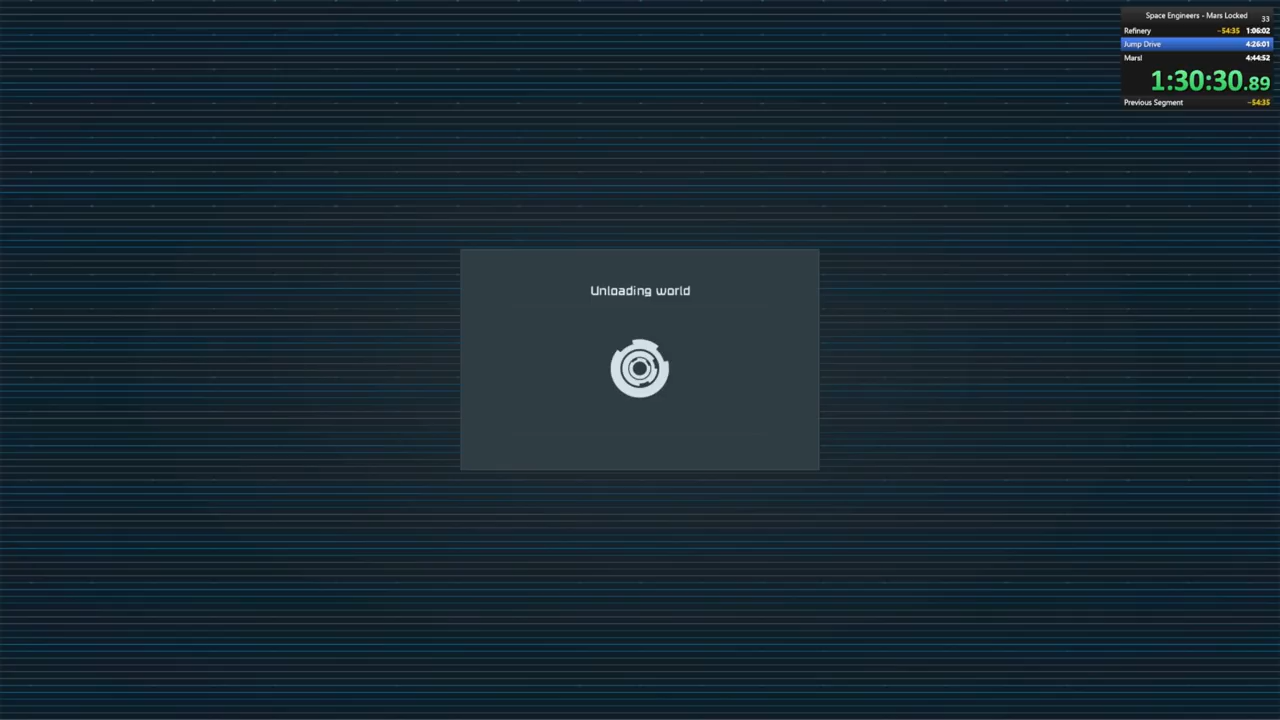 Space Engineers - Mars Locked
33
Refinery -54:35 1:06:02
Jump Drive 4:26:01
Mars! 4:44:52
1:30:30.89
Previous Segment -54:35
Unloading world